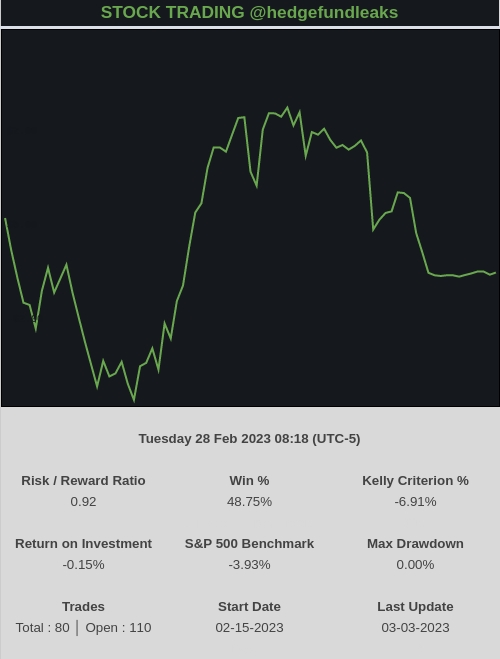 STOCK TRADING @hedgefundleaks
Tuesday 28 Feb 2023 08:18 (UTC-5)
Risk / Reward Ratio Win % Kelly Criterion %
0.92 48.75% -6.91%
Return on Investment S&P 500 Benchmark Max Drawdown
-0.15% -3.93% 0.00%
Trades Start Date Last Update
Total : 80 │ Open : 110 02-15-2023 03-03-2023